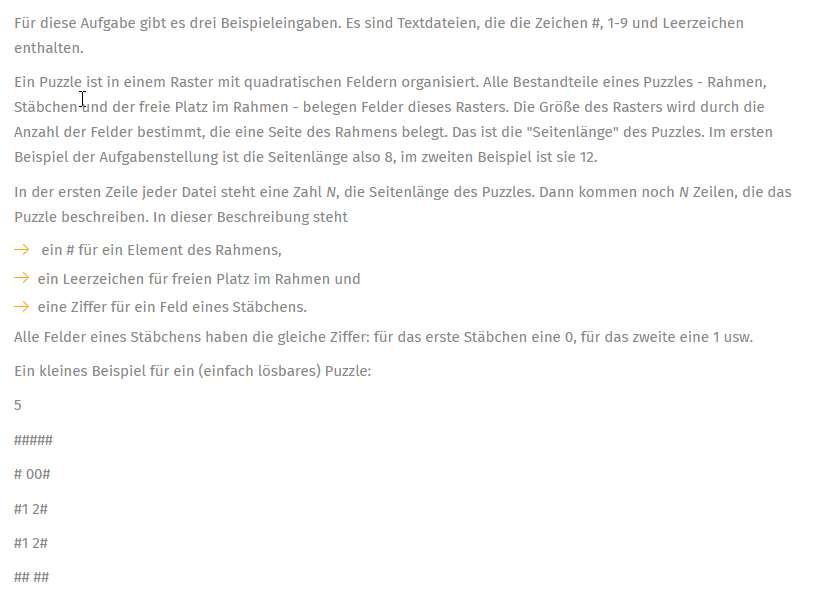 Für diese Aufgabe gibt es drei Beispieleingaben. Es sind Textdateien, die die Zeichen #, 1-9 und Leerzeichen
enthalten.
Ein Puzzle ist in einem Raster mit quadratischen Feldern organisiert. Alle Bestandteile eines Puzzles - Rahmen,
Stäbchen und der freie Platz im Rahmen - belegen Felder dieses Rasters. Die Größe des Rasters wird durch die
Anzahl der Felder bestimmt, die eine Seite des Rahmens belegt. Das ist die "Seitenlänge" des Puzzles. Im ersten
Beispiel der Aufgabenstellung ist die Seitenlänge also 8, im zweiten Beispiel ist sie 12.
In der ersten Zeile jeder Datei steht eine Zahl N, die Seitenlänge des Puzzles. Dann kommen noch N Zeilen, die das
Puzzle beschreiben. In dieser Beschreibung steht
→ ein # für ein Element des Rahmens,
→ ein Leerzeichen für freien Platz im Rahmen und
→ eine Ziffer für ein Feld eines Stäbchens.
Alle Felder eines Stäbchens haben die gleiche Ziffer: für das erste Stäbchen eine 0, für das zweite eine 1 usw.
Ein kleines Beispiel für ein (einfach lösbares) Puzzle:
5
#####
# 00#
#1 2#
#1 2#
## ##